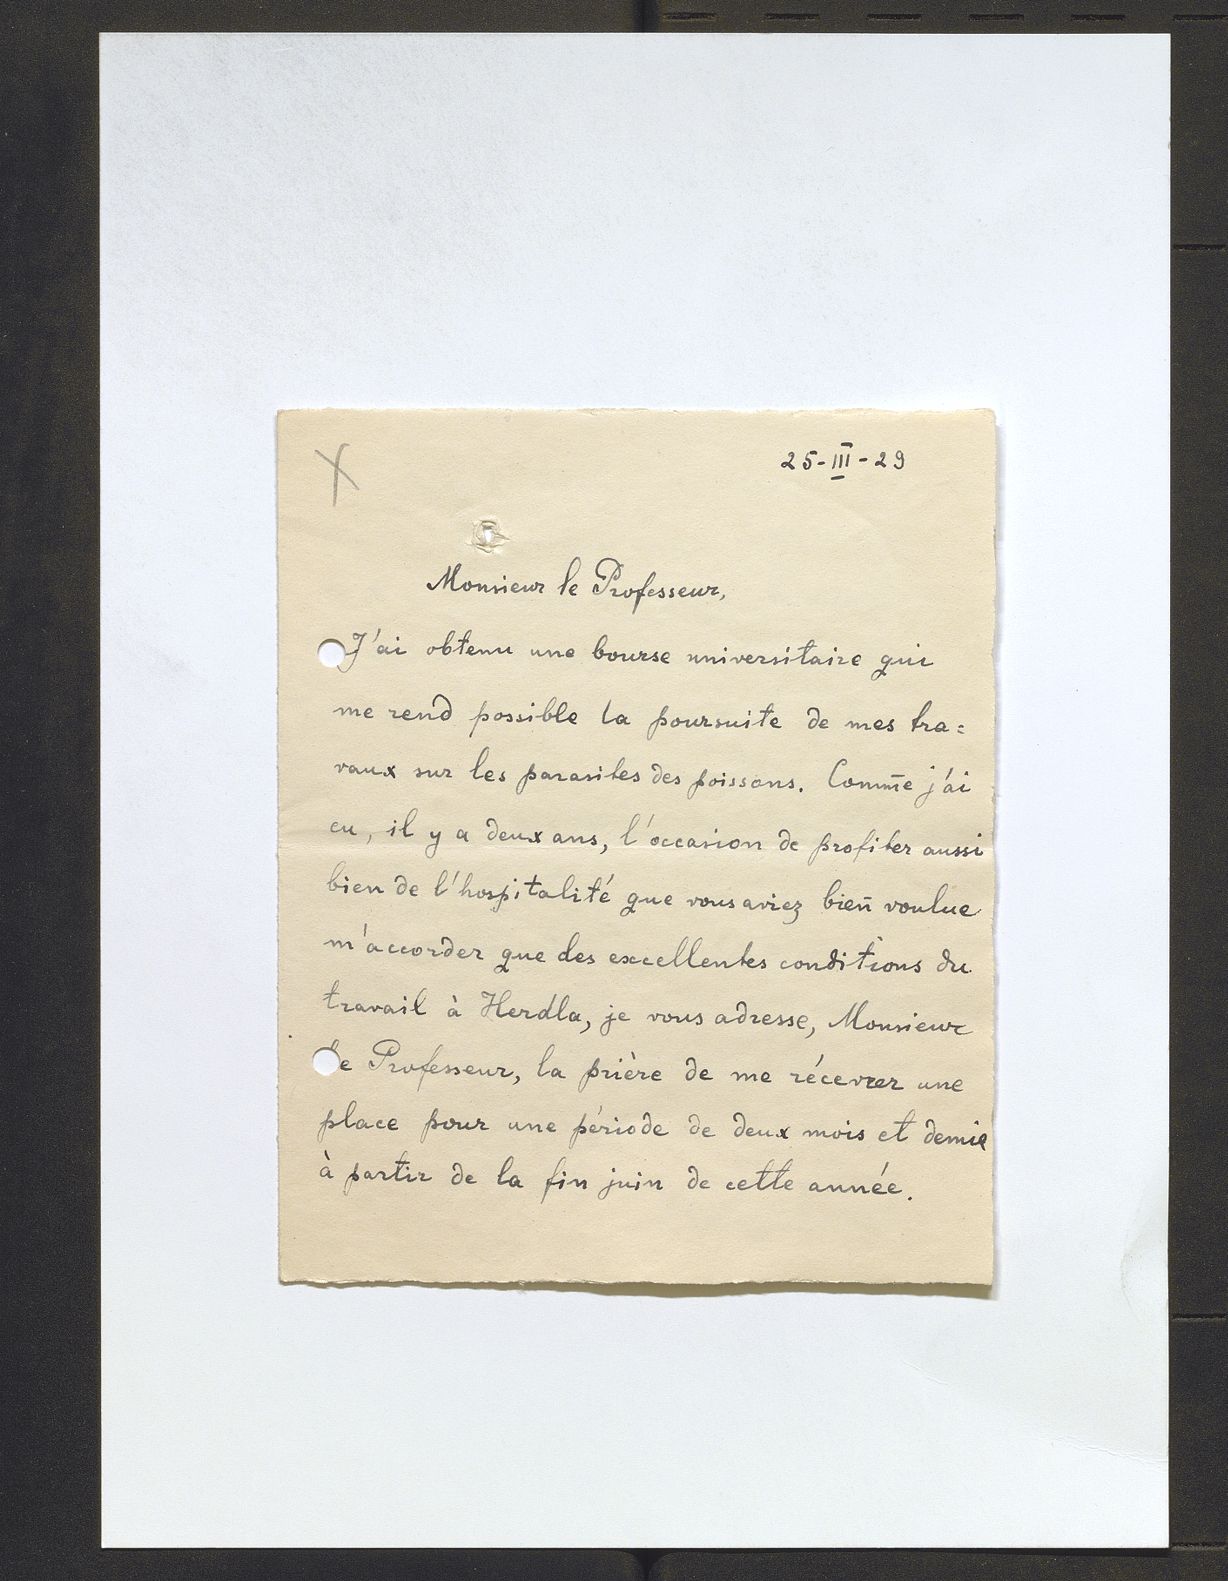 X
25-III-29
Monsieur le Professeur,
J'ai obtenu une bourse universitaire qui
me rend possible la poursuite de mes tra=
vaux sur les parasites des poissons. Com̄e j'ai
eu, il y a deux ans, l'occasion de profiter aussi
bien de l'hospitalité que vous aviez bien̄ voulue
m'accorder que des excellentes conditions du
travail à Herdla, je vous adresse, Monsieur
le Professeur, la prière de me récevrer une
place pour une période de deux mois et demie
à partir de la fin juin de cette année.